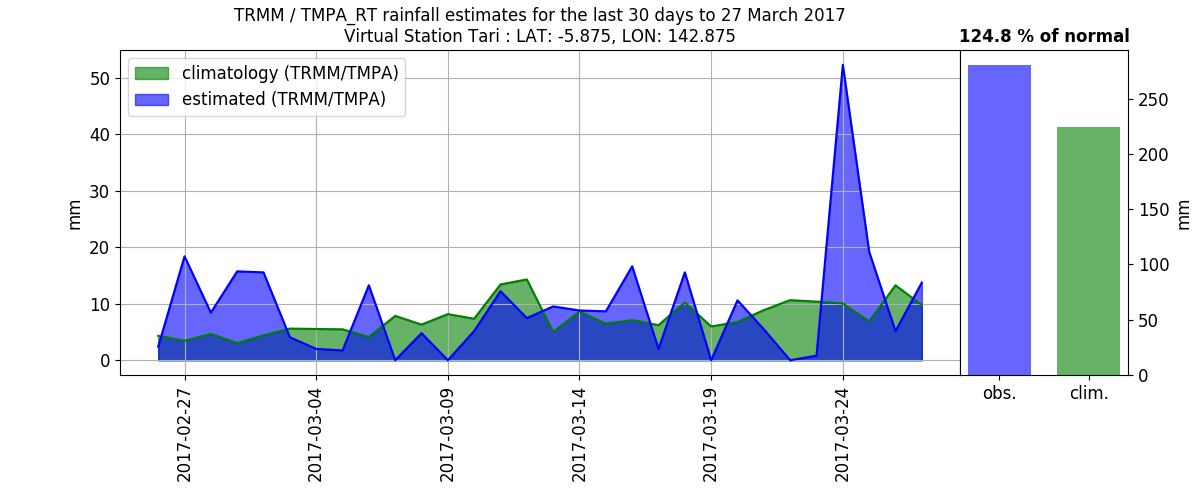 TRMM / TMPA_RT rainfall estimates for the last 30 days to 27 March 2017
Virtual Station Tari : LAT: -5.875, LON: 142.875
124.8 % of normal
climatology (TRMM/TMPA)
estimated (TRMM/TMPA)
mm
50
40
30
20
10
0
2017-02-27
2017-03-04
2017-03-09
2017-03-14
2017-03-19
2017-03-24
obs.
clim.
250
200
150
100
50
0
mm